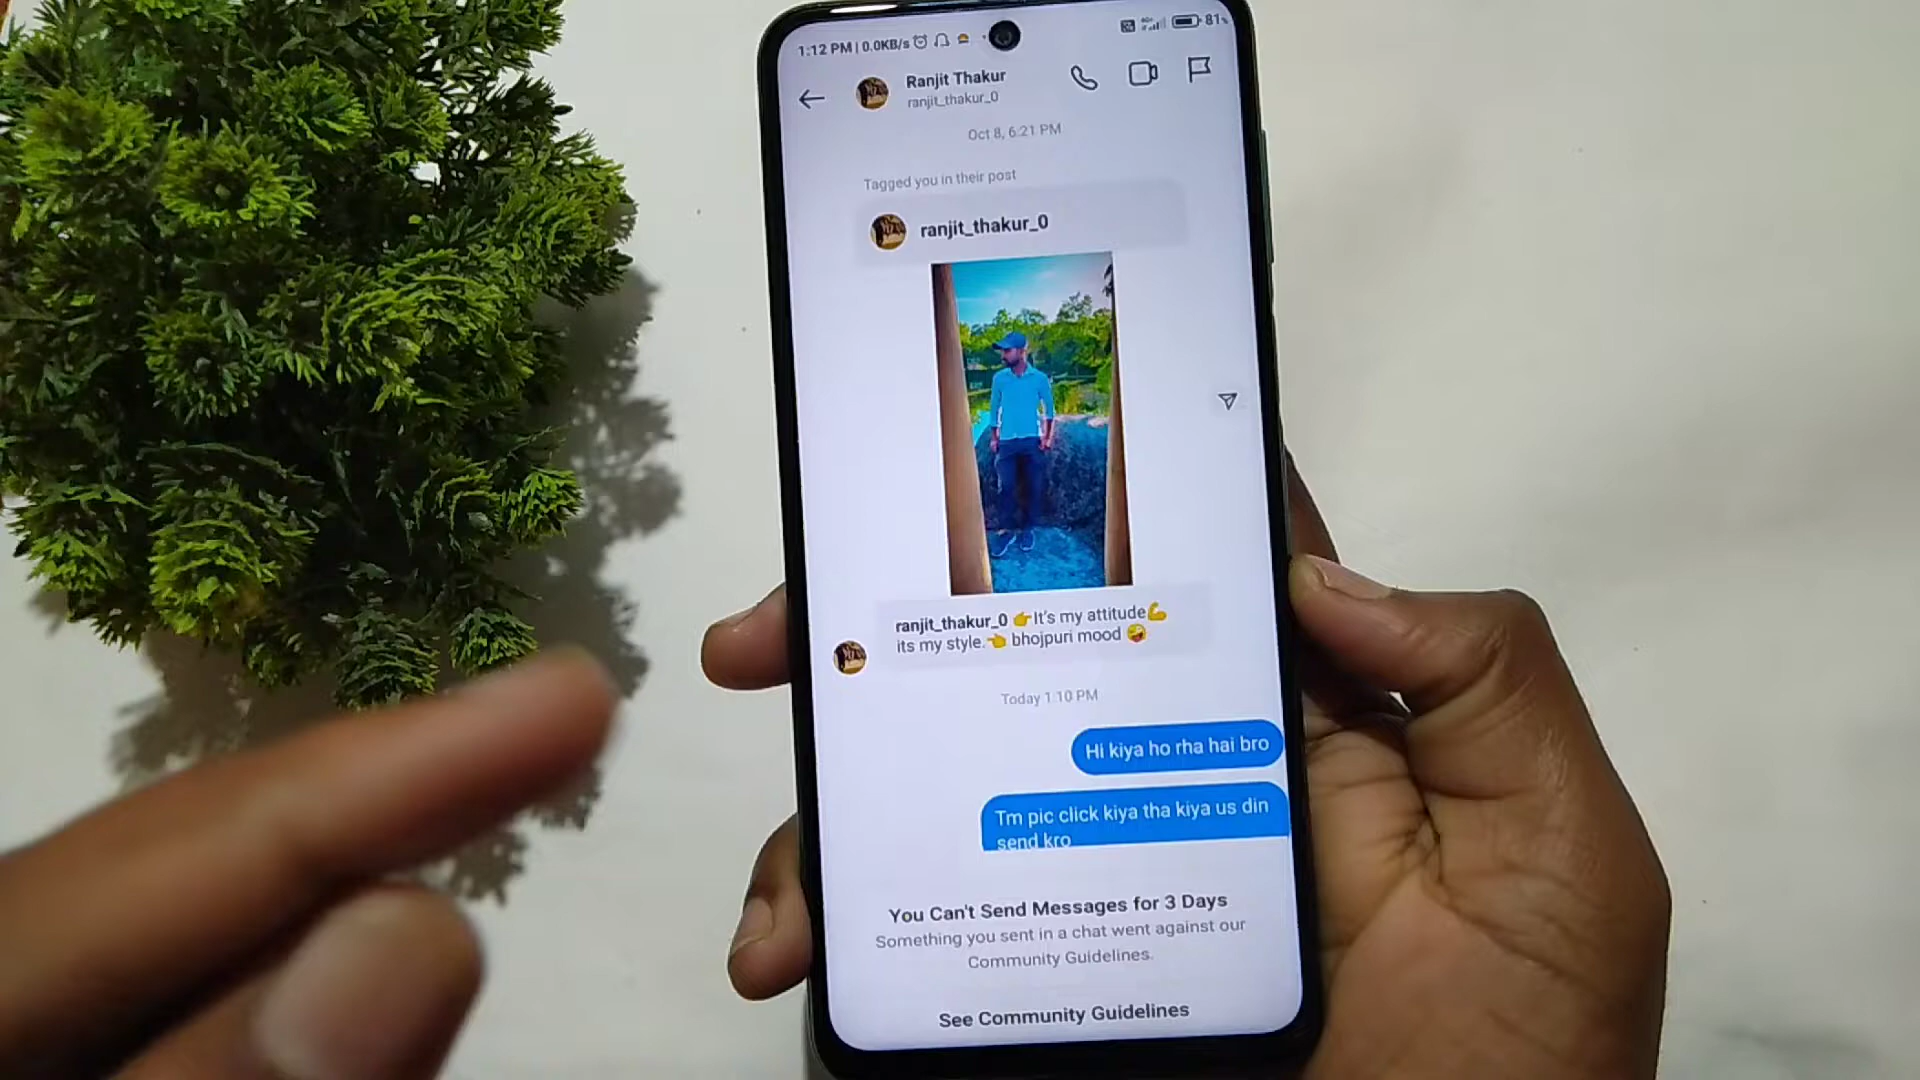 1:12 PM | 0.0KB/s
81%
Ranjit Thakur
ranjit_thakur_0
Oct 8, 6:21 PM
Tagged you in their post
ranjit_thakur_0
ranjit_thakur_0 👉It's my attitude💪
its my style.👈 bhojpuri mood 😜
Today 1:10 PM
Hi kiya ho rha hai bro
Tm pic click kiya tha kiya us din
send kro
You Can't Send Messages for 3 Days
Something you sent in a chat went against our
Community Guidelines.
See Community Guidelines